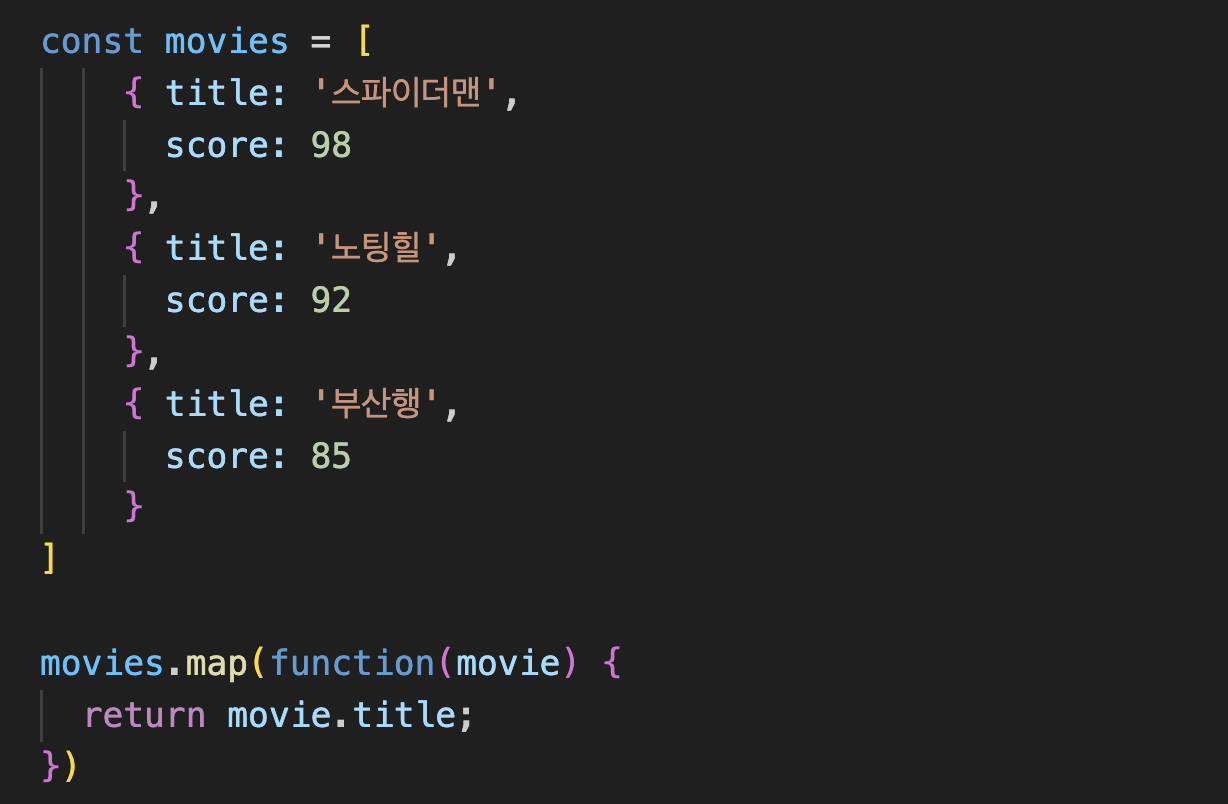 const movies = [
{ title: '스파이더맨',
score: 98
},
{ title: '노팅힐',
score: 92
},
{ title: '부산행',
score: 85
}
]
movies.map(function(movie) {
return movie.title;
})